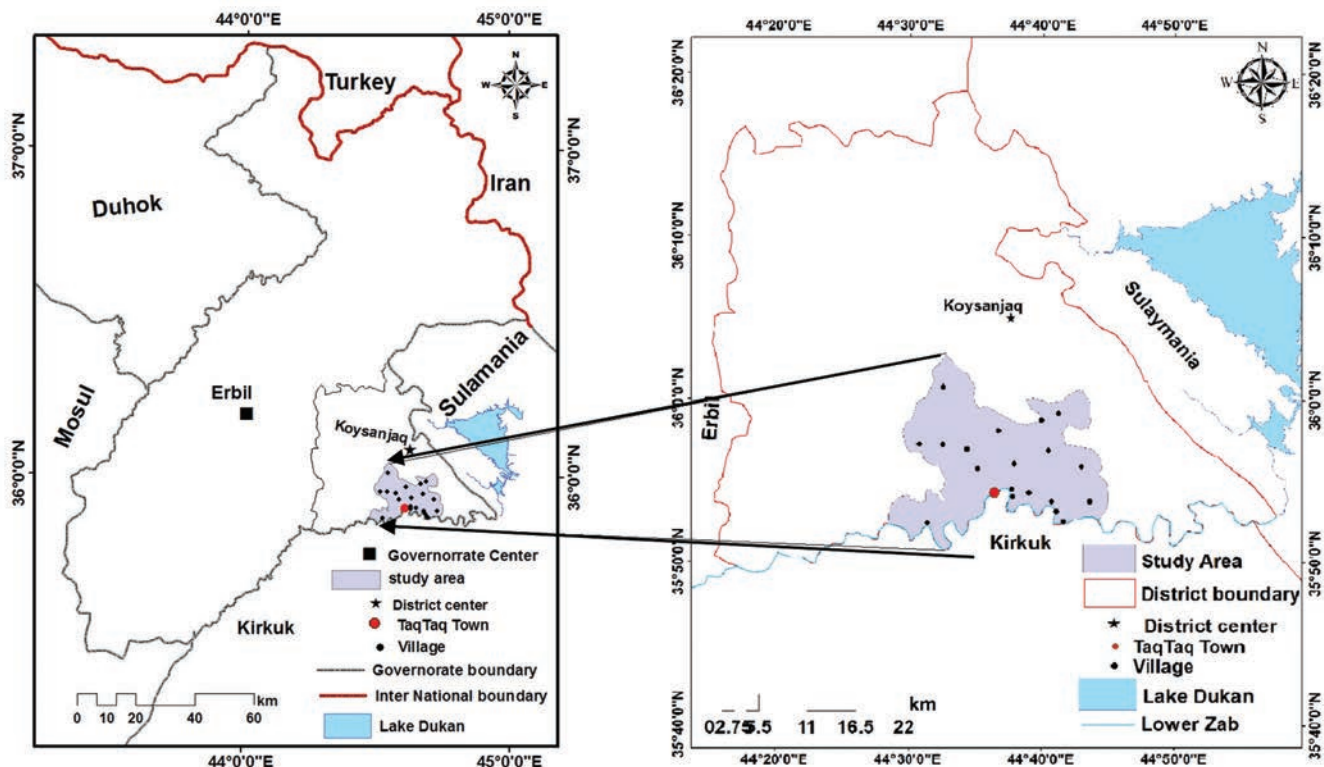 44°0'0"E
45°0'0"E
N
W
E
S
Turkey
37°0'0"N
37°0'0"N
Iran
Duhok
Mosul
Erbil
Sulamania
Koysanjaq
36°0'0"N
36°0'0"N
Governorrate Center
study area
District center
TaqTaq Town
Village
Kirkuk
Governorate boundary
Inter National boundary
Lake Dukan
km
0 10 20 40 60
44°0'0"E
45°0'0"E
44°20'0"E
44°30'0"E
44°40'0"E
44°50'0"E
N
W
E
S
36°20'0"N
36°20'0"N
36°10'0"N
36°10'0"N
Sulaymania
Koysanjaq
36°0'0"N
36°0'0"N
Erbil
Kirkuk
35°50'0"N
35°50'0"N
Study Area
District boundary
District center
TaqTaq Town
Village
Lake Dukan
Lower Zab
km
02.755.5 11 16.5 22
35°40'0"N
35°40'0"N
44°20'0"E
44°30'0"E
44°40'0"E
44°50'0"E